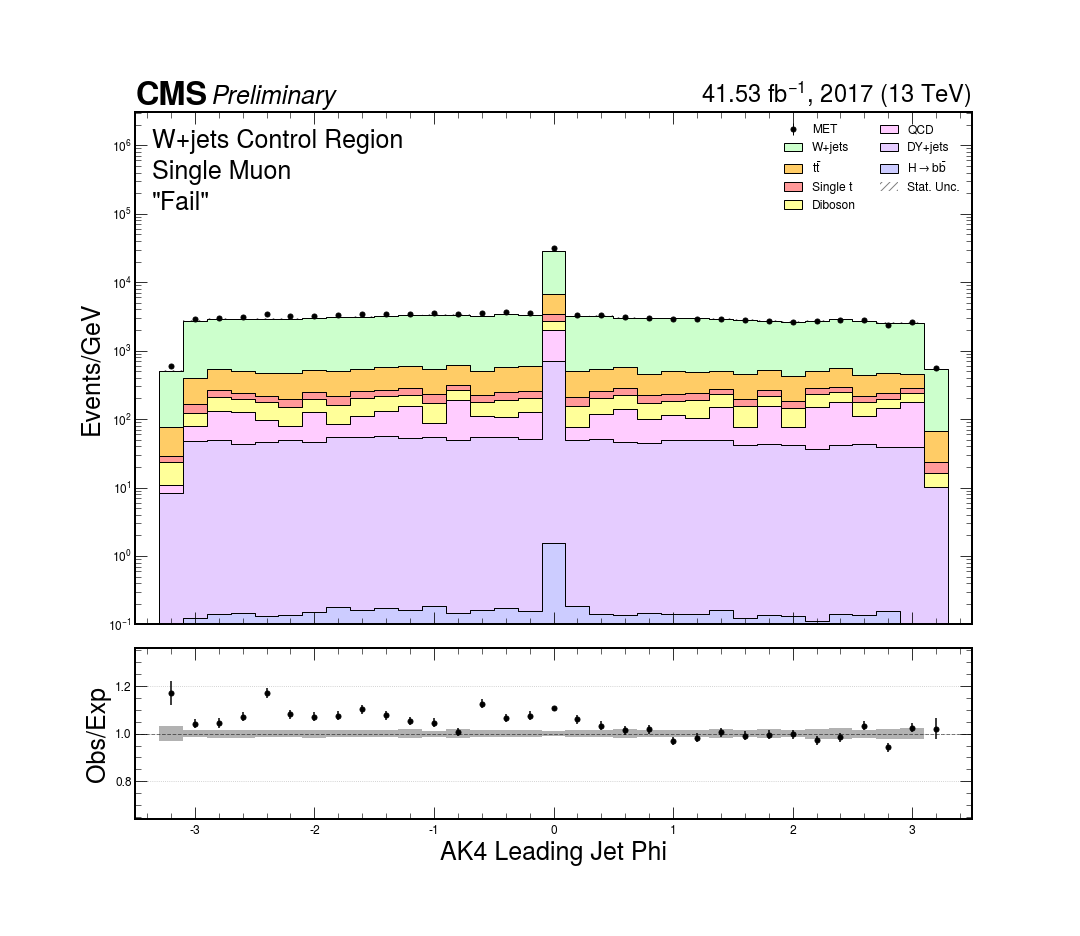 CMS Preliminary
41.53 fb⁻¹, 2017 (13 TeV)
W+jets Control Region
Single Muon
"Fail"
MET
W+jets
tt̄
Single t
Diboson
QCD
DY+jets
H→bb̄
Stat. Unc.
Events/GeV
10⁶
10⁵
10⁴
10³
10²
10¹
10⁰
10⁻¹
Obs/Exp
1.2
1.0
0.8
-3 -2 -1 0 1 2 3
AK4 Leading Jet Phi